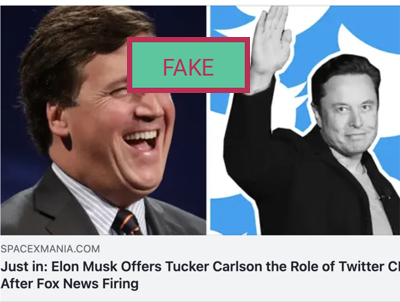 FAKE
SPACEXMANIA.COM
Just in: Elon Musk Offers Tucker Carlson the Role of Twitter
After Fox News Firing